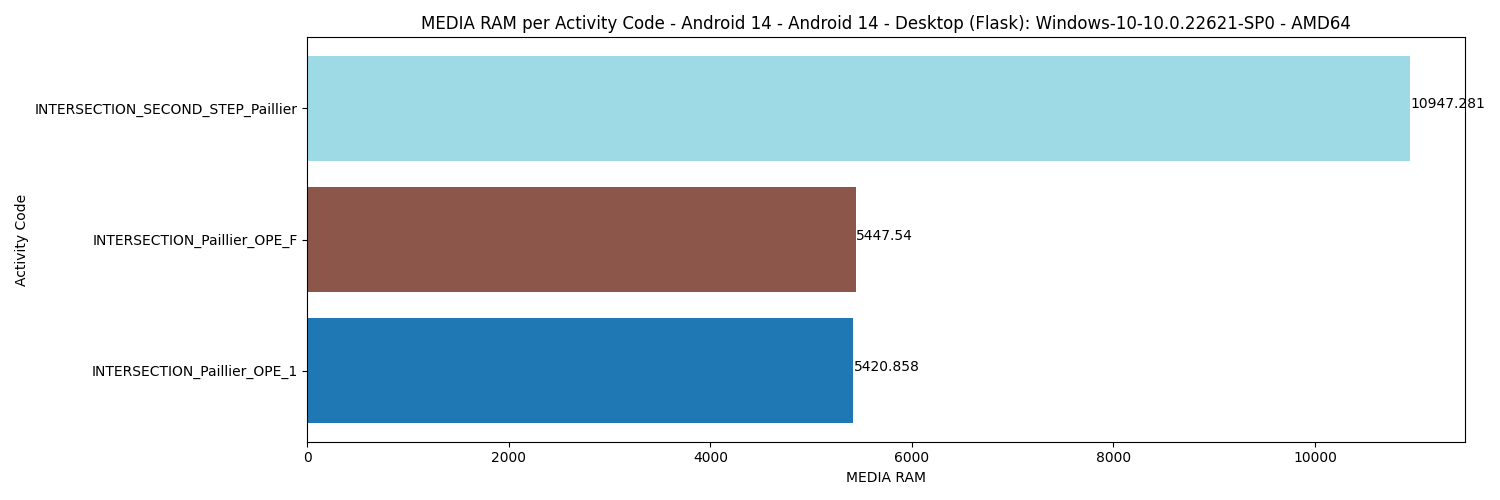 MEDIA RAM per Activity Code - Android 14 - Android 14 - Desktop (Flask): Windows-10-10.0.22621-SP0 - AMD64
INTERSECTION_SECOND_STEP_Paillier
10947.281
INTERSECTION_Paillier_OPE_F
5447.54
INTERSECTION_Paillier_OPE_1
5420.858
Activity Code
0 2000 4000 6000 8000 10000
MEDIA RAM